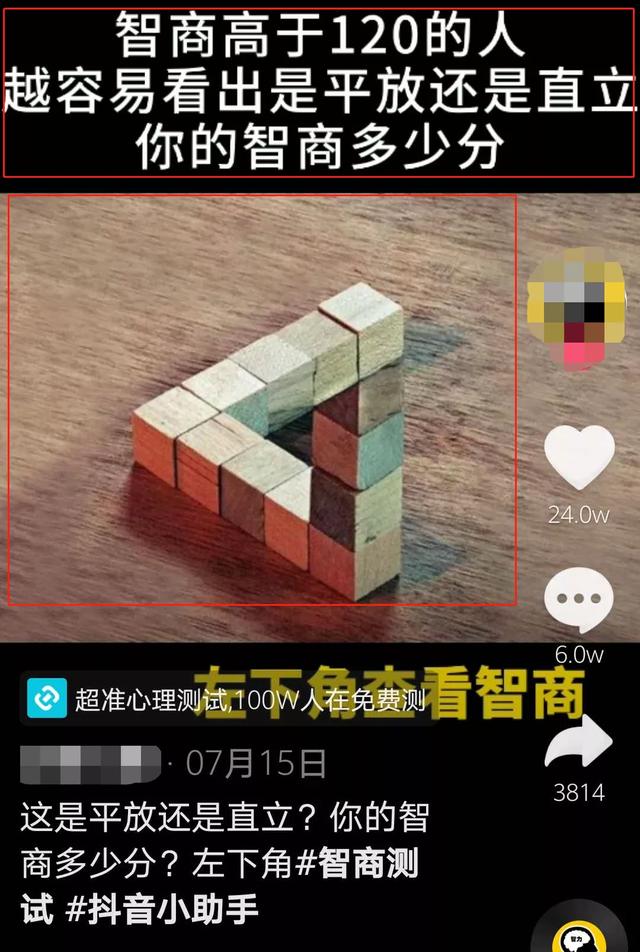 智商高于120的人
越容易看出是平放还是直立
你的智商多少分
24.0w
6.0w
左下角查看智商
超准心理测试,100W人在免费测
· 07月15日
3814
这是平放还是直立？你的智
商多少分？左下角#智商测
试 #抖音小助手
智力